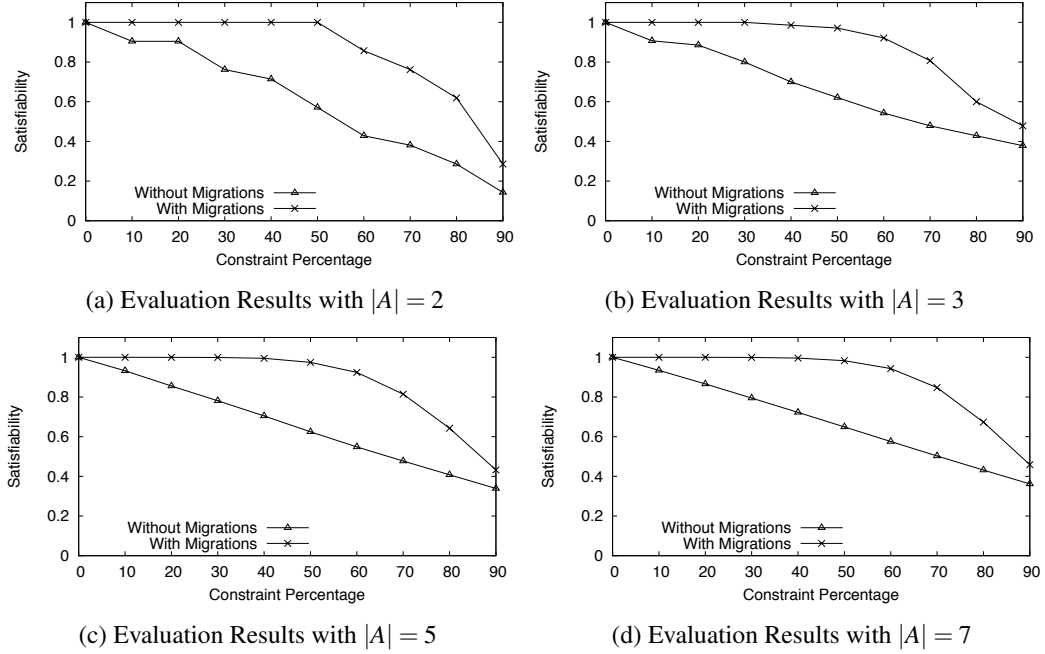 1
0.8
0.6
0.4
0.2
0
Satisfiability
Without Migrations
With Migrations
0 10 20 30 40 50 60 70 80 90
Constraint Percentage
(a) Evaluation Results with |A| = 2
1
0.8
0.6
0.4
0.2
0
Satisfiability
Without Migrations
With Migrations
0 10 20 30 40 50 60 70 80 90
Constraint Percentage
(b) Evaluation Results with |A| = 3
1
0.8
0.6
0.4
0.2
0
Satisfiability
Without Migrations
With Migrations
0 10 20 30 40 50 60 70 80 90
Constraint Percentage
(c) Evaluation Results with |A| = 5
1
0.8
0.6
0.4
0.2
0
Satisfiability
Without Migrations
With Migrations
0 10 20 30 40 50 60 70 80 90
Constraint Percentage
(d) Evaluation Results with |A| = 7